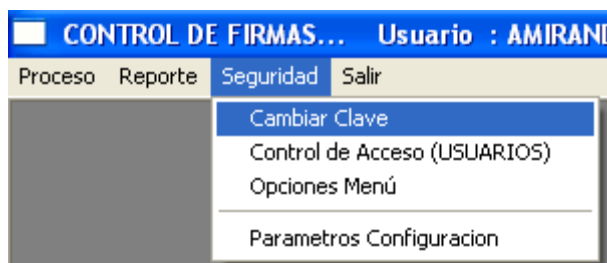 CONTROL DE FIRMAS... Usuario : AMIRAND
Proceso Reporte Seguridad Salir
Cambiar Clave
Control de Acceso (USUARIOS)
Opciones Menú
Parametros Configuracion